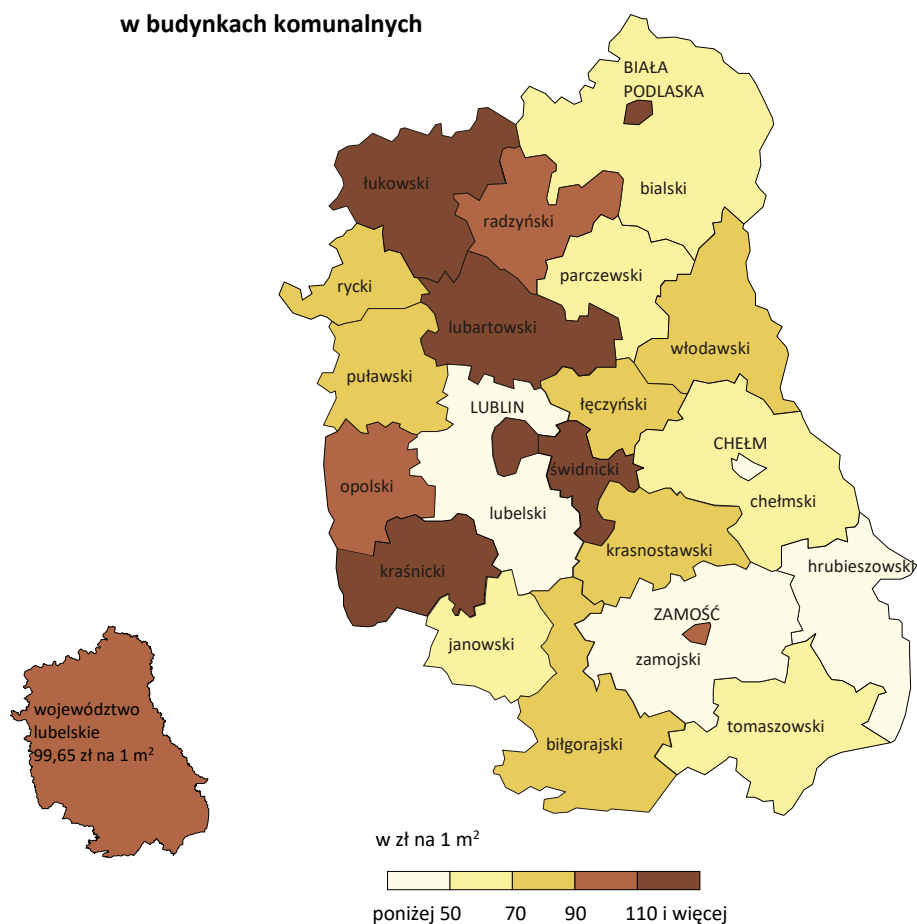 w budynkach komunalnych
BIAŁA
PODLASKA
łukowski
bialski
radzyński
parczewski
rycki
lubartowski
włodawski
puławski
łęczyński
LUBLIN
CHEŁM
świdnicki
opolski
chełmski
lubelski
krasnostawski
hrubieszowski
kraśnicki
ZAMOŚĆ
janowski
zamojski
województwo
lubelskie
99,65 zł na 1 m²
tomaszowski
biłgorajski
w zł na 1 m²
poniżej 50 70 90 110 i więcej